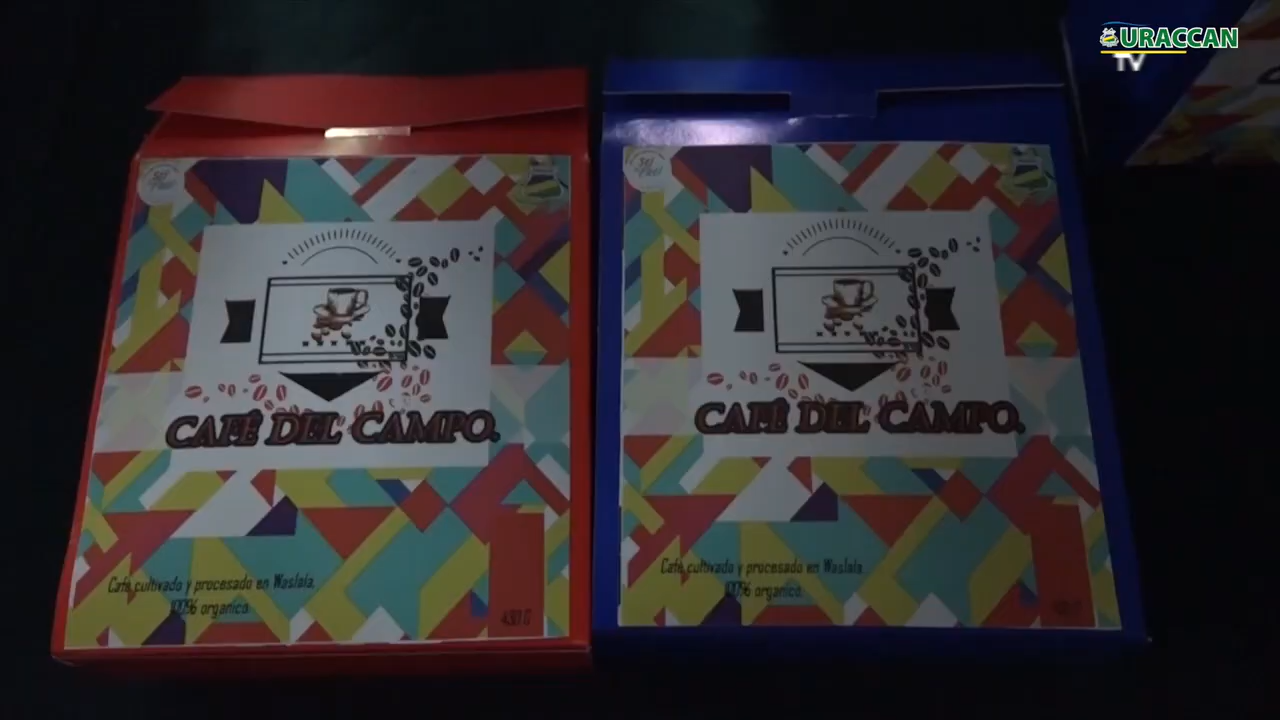 URACCAN
TV
CAFÉ DEL CAMPO.
Café cultivado y procesado en Waslala.
100% organico.
CAFÉ DEL CAMPO.
Café cultivado y procesado en Waslala.
100% organico.